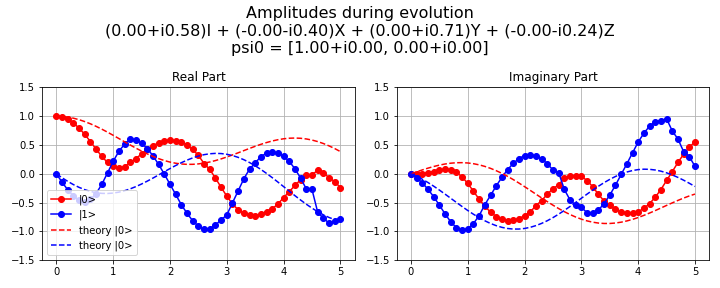 Amplitudes during evolution
(0.00+i0.58)I + (-0.00-i0.40)X + (0.00+i0.71)Y + (-0.00-i0.24)Z
psi0 = [1.00+i0.00, 0.00+i0.00]
Real Part
1.5
1.0
0.5
0.0
−0.5
−1.0
−1.5
|0>
|1>
theory |0>
theory |0>
0 1 2 3 4 5
Imaginary Part
1.5
1.0
0.5
0.0
−0.5
−1.0
−1.5
0 1 2 3 4 5